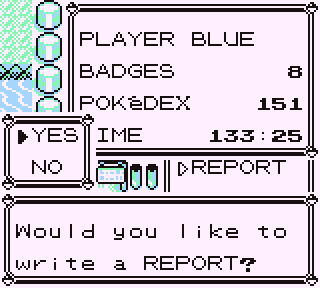 PLAYER BLUE
BADGES 8
POKéDEX 151
IME 133:25
YES
NO
REPORT
Would you like to
write a REPORT?